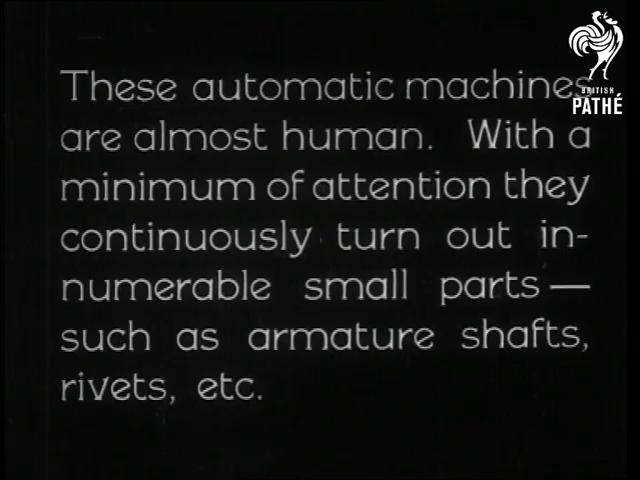 These automatic machines
are almost human. With a
minimum of attention they
continuously turn out in-
numerable small parts —
such as armature shafts,
rivets, etc.
BRITISH
PATHÉ